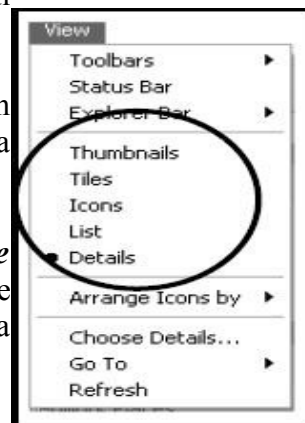 View
Toolbars
Status Bar
Explorer Bar
Thumbnails
Tiles
Icons
List
Details
Arrange Icons by
Choose Details...
Go To
Refresh